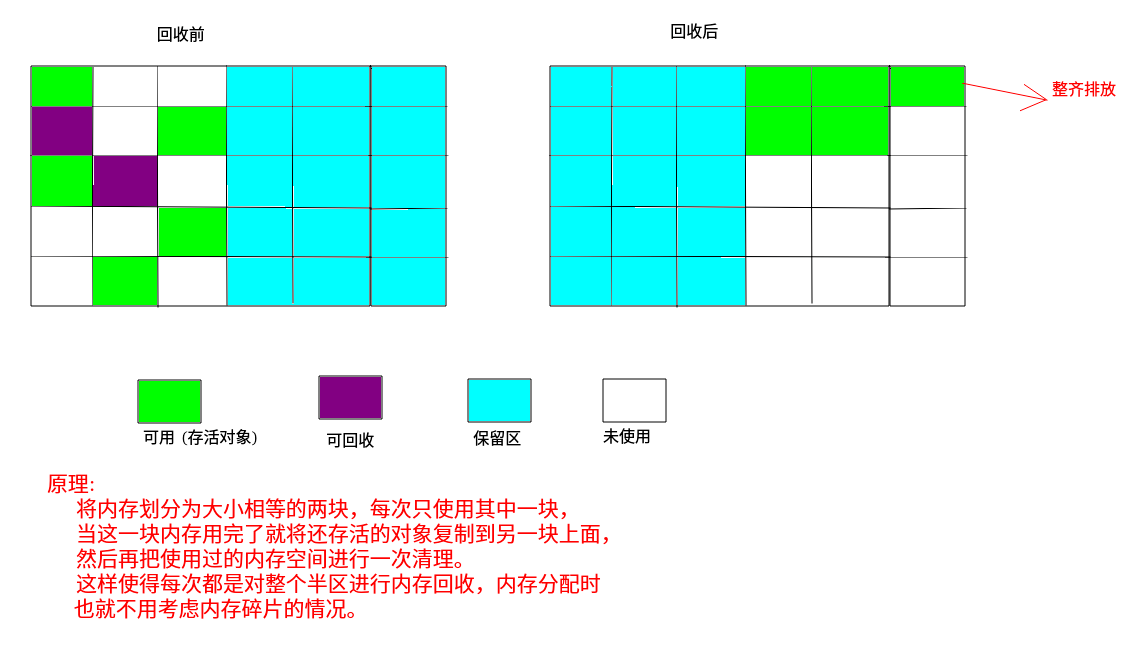 回收前
回收后
整齐排放
可用 (存活对象)
可回收
保留区
未使用
原理:
将内存划分为大小相等的两块，每次只使用其中一块，
当这一块内存用完了就将还存活的对象复制到另一块上面，
然后再把使用过的内存空间进行一次清理。
这样使得每次都是对整个半区进行内存回收，内存分配时
也就不用考虑内存碎片的情况。